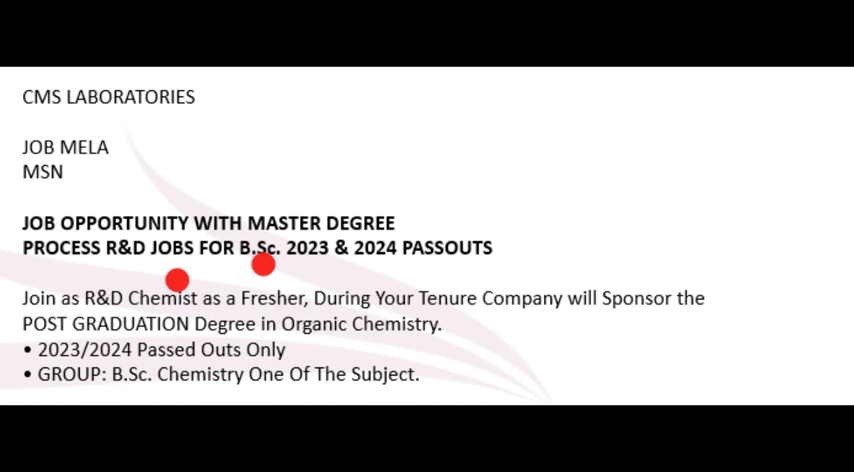 CMS LABORATORIES
JOB MELA
MSN
JOB OPPORTUNITY WITH MASTER DEGREE
PROCESS R&D JOBS FOR B.Sc. 2023 & 2024 PASSOUTS
Join as R&D Chemist as a Fresher, During Your Tenure Company will Sponsor the
POST GRADUATION Degree in Organic Chemistry.
• 2023/2024 Passed Outs Only
• GROUP: B.Sc. Chemistry One Of The Subject.